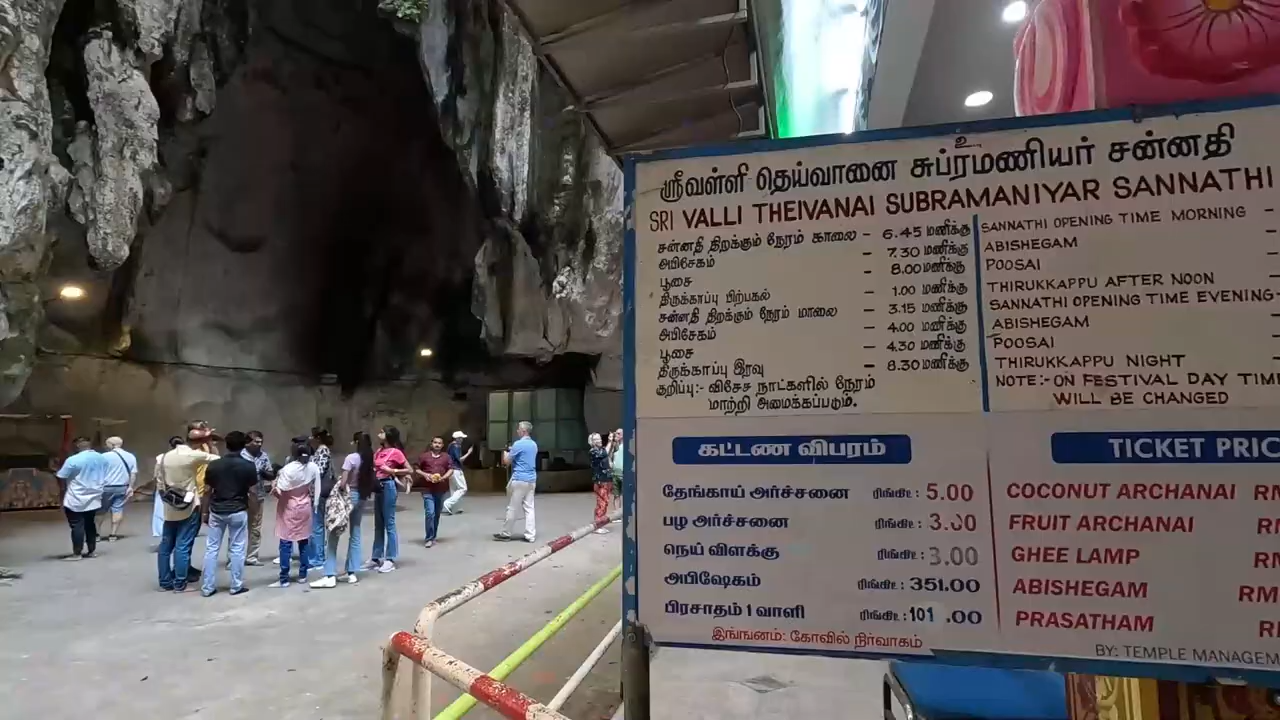 உ
ஸ்ரீவள்ளி தெய்வானை சுப்ரமணியர் சன்னதி
SRI VALLI THEIVANAI SUBRAMANIYAR SANNATHI
சன்னதி திறக்கும் நேரம் காலை - 6.45 மணிக்கு
அபிசேகம் - 7.30 மணிக்கு
பூசை - 8.00 மணிக்கு
திருக்காப்பு பிற்பகல் - 1.00 மணிக்கு
சன்னதி திறக்கும் நேரம் மாலை - 3.15 மணிக்கு
அபிசேகம் - 4.00 மணிக்கு
பூசை - 4.30 மணிக்கு
திருக்காப்பு இரவு - 8.30 மணிக்கு
குறிப்பு:- விசேச நாட்களில் நேரம்
மாற்றி அமைக்கப்படும்.
SANNATHI OPENING TIME MORNING -
ABISHEGAM -
POOSAI -
THIRUKKAPPU AFTER NOON -
SANNATHI OPENING TIME EVENING-
ABISHEGAM -
POOSAI -
THIRUKKAPPU NIGHT -
NOTE:- ON FESTIVAL DAY TIM
WILL BE CHANGED
கட்டண விபரம்
தேங்காய் அர்ச்சனை ரிங்கிட்: 5.00
பழ அர்ச்சனை ரிங்கிட்: 3.00
நெய் விளக்கு ரிங்கிட்: 3.00
அபிஷேகம் ரிங்கிட்: 351.00
பிரசாதம் 1 வாளி ரிங்கிட்: 101.00
இங்ஙனம்: கோவில் நிர்வாகம்
TICKET PRIC
COCONUT ARCHANAI RM
FRUIT ARCHANAI RM
GHEE LAMP RM
ABISHEGAM RM
PRASATHAM RM
BY: TEMPLE MANAGEM